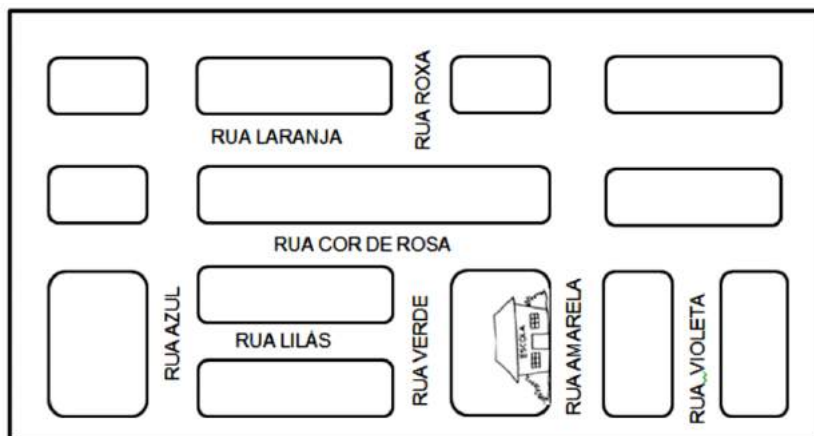 RUA ROXA
RUA LARANJA
RUA COR DE ROSA
RUA AZUL
RUA LILÁS
RUA VERDE
ESCOLA
RUA AMARELA
RUA VIOLETA